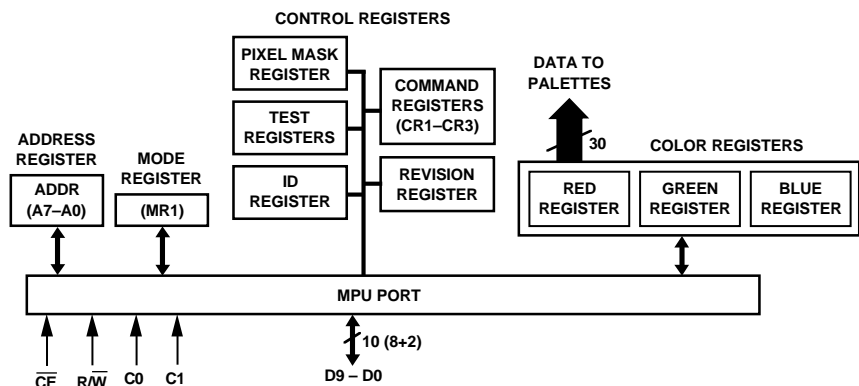 CONTROL REGISTERS
PIXEL MASK
REGISTER
TEST
REGISTERS
ID
REGISTER
COMMAND
REGISTERS
(CR1–CR3)
REVISION
REGISTER
DATA TO
PALETTES
30
COLOR REGISTERS
RED
REGISTER
GREEN
REGISTER
BLUE
REGISTER
ADDRESS
REGISTER
ADDR
(A7–A0)
MODE
REGISTER
(MR1)
MPU PORT
10 (8+2)
C̅E̅
R/W̅
C0
C1
D9 – D0